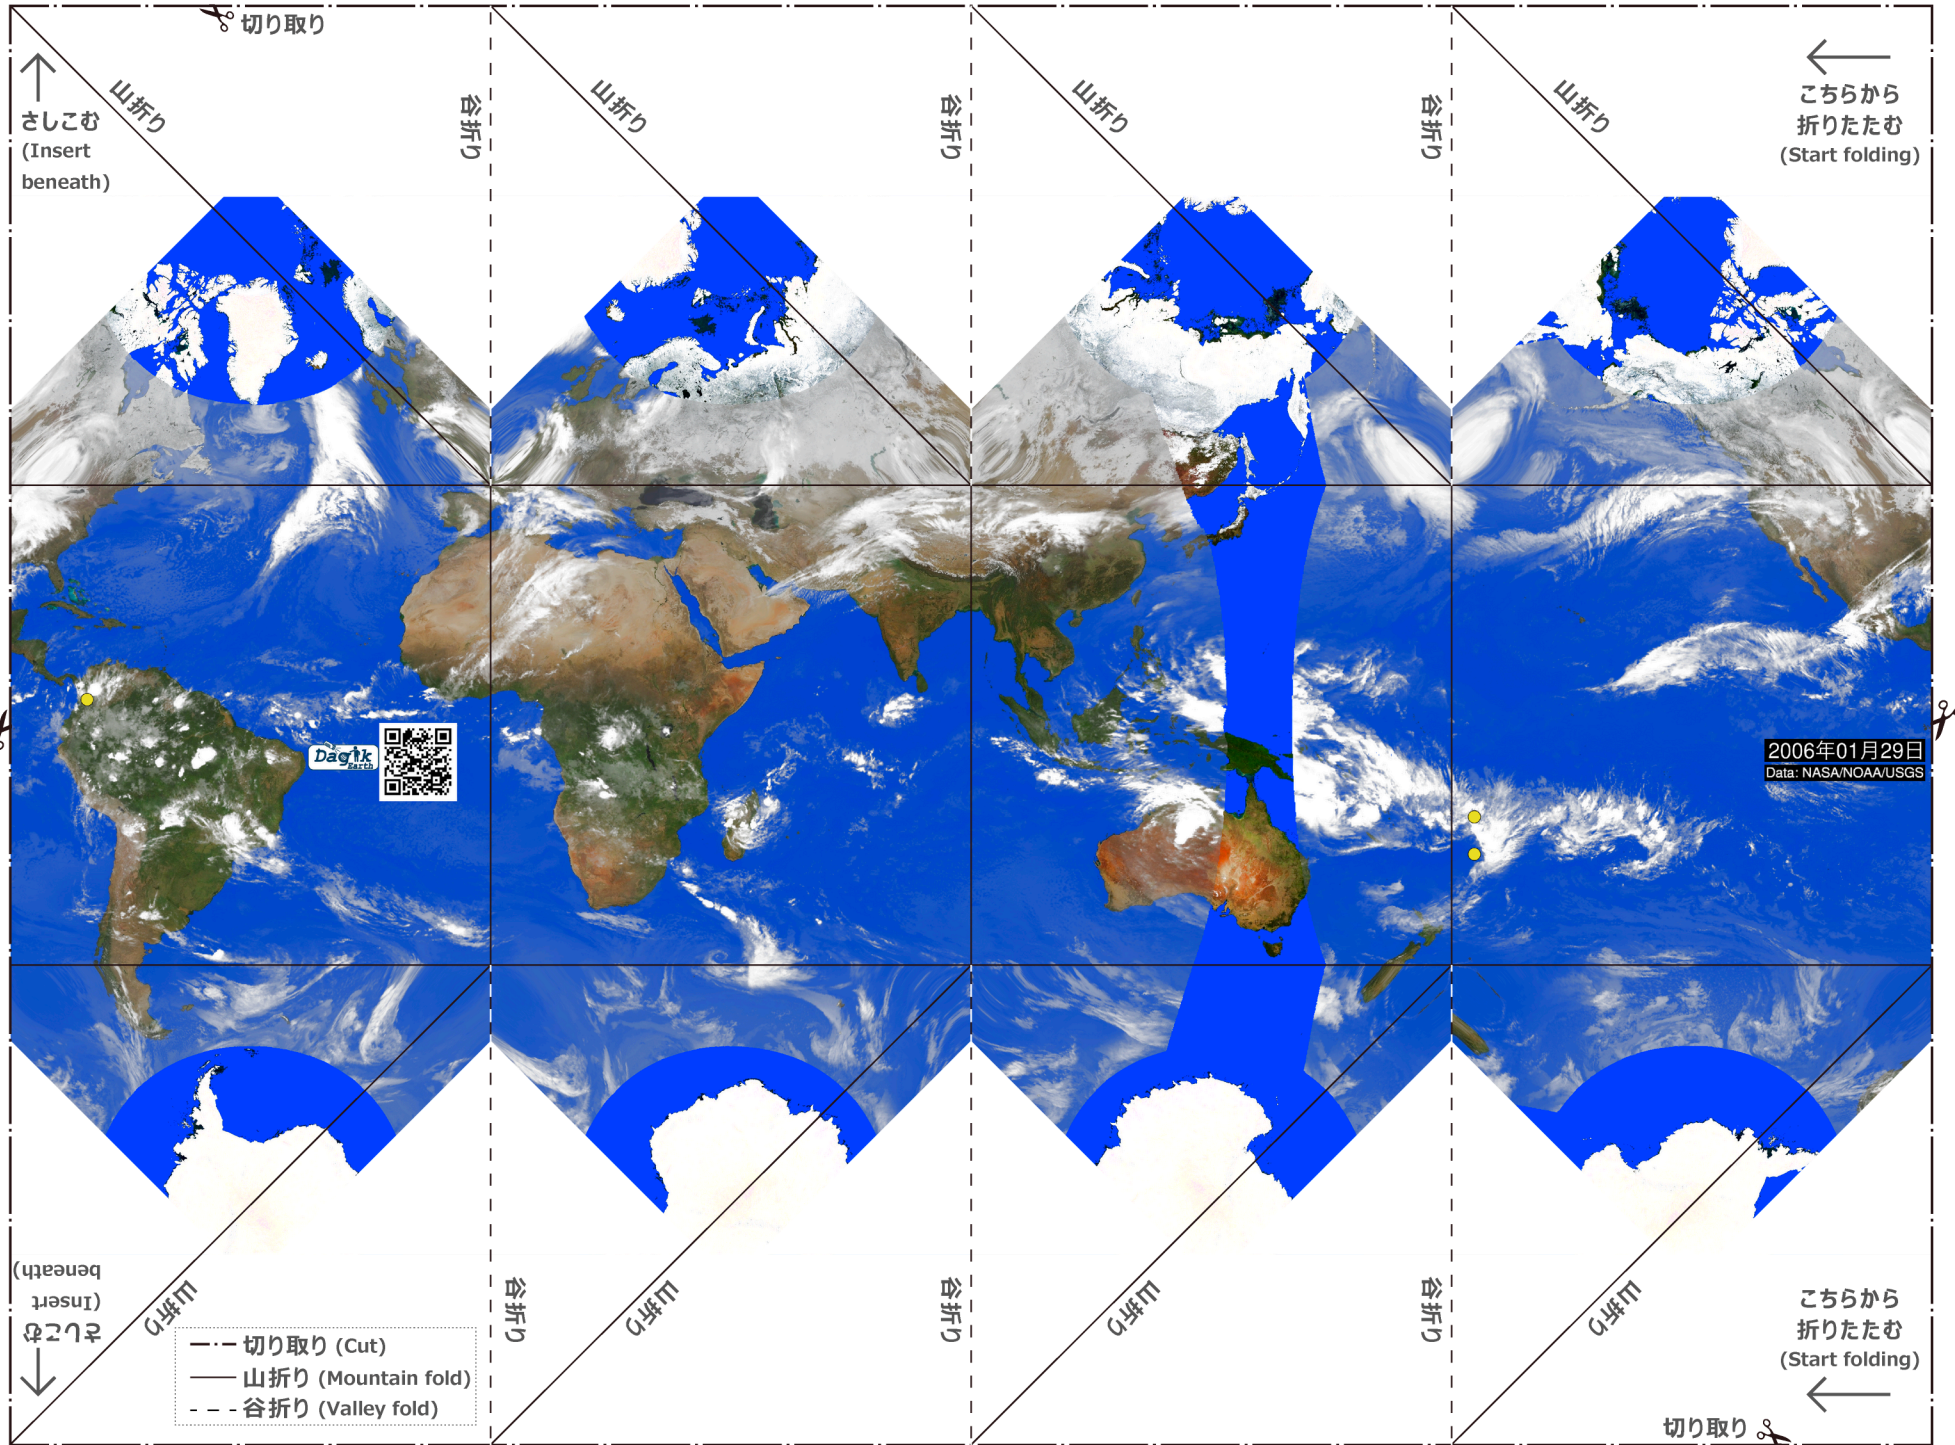 切り取り
さしこむ
(Insert
beneath)
山折り
谷折り
山折り
谷折り
山折り
谷折り
山折り
こちらから
折りたたむ
(Start folding)
Dagik
Earth
2006年01月29日
Data: NASA/NOAA/USGS
さしこむ
(Insert
beneath)
山折り
谷折り
山折り
谷折り
山折り
谷折り
山折り
こちらから
折りたたむ
(Start folding)
切り取り (Cut)
山折り (Mountain fold)
谷折り (Valley fold)
切り取り